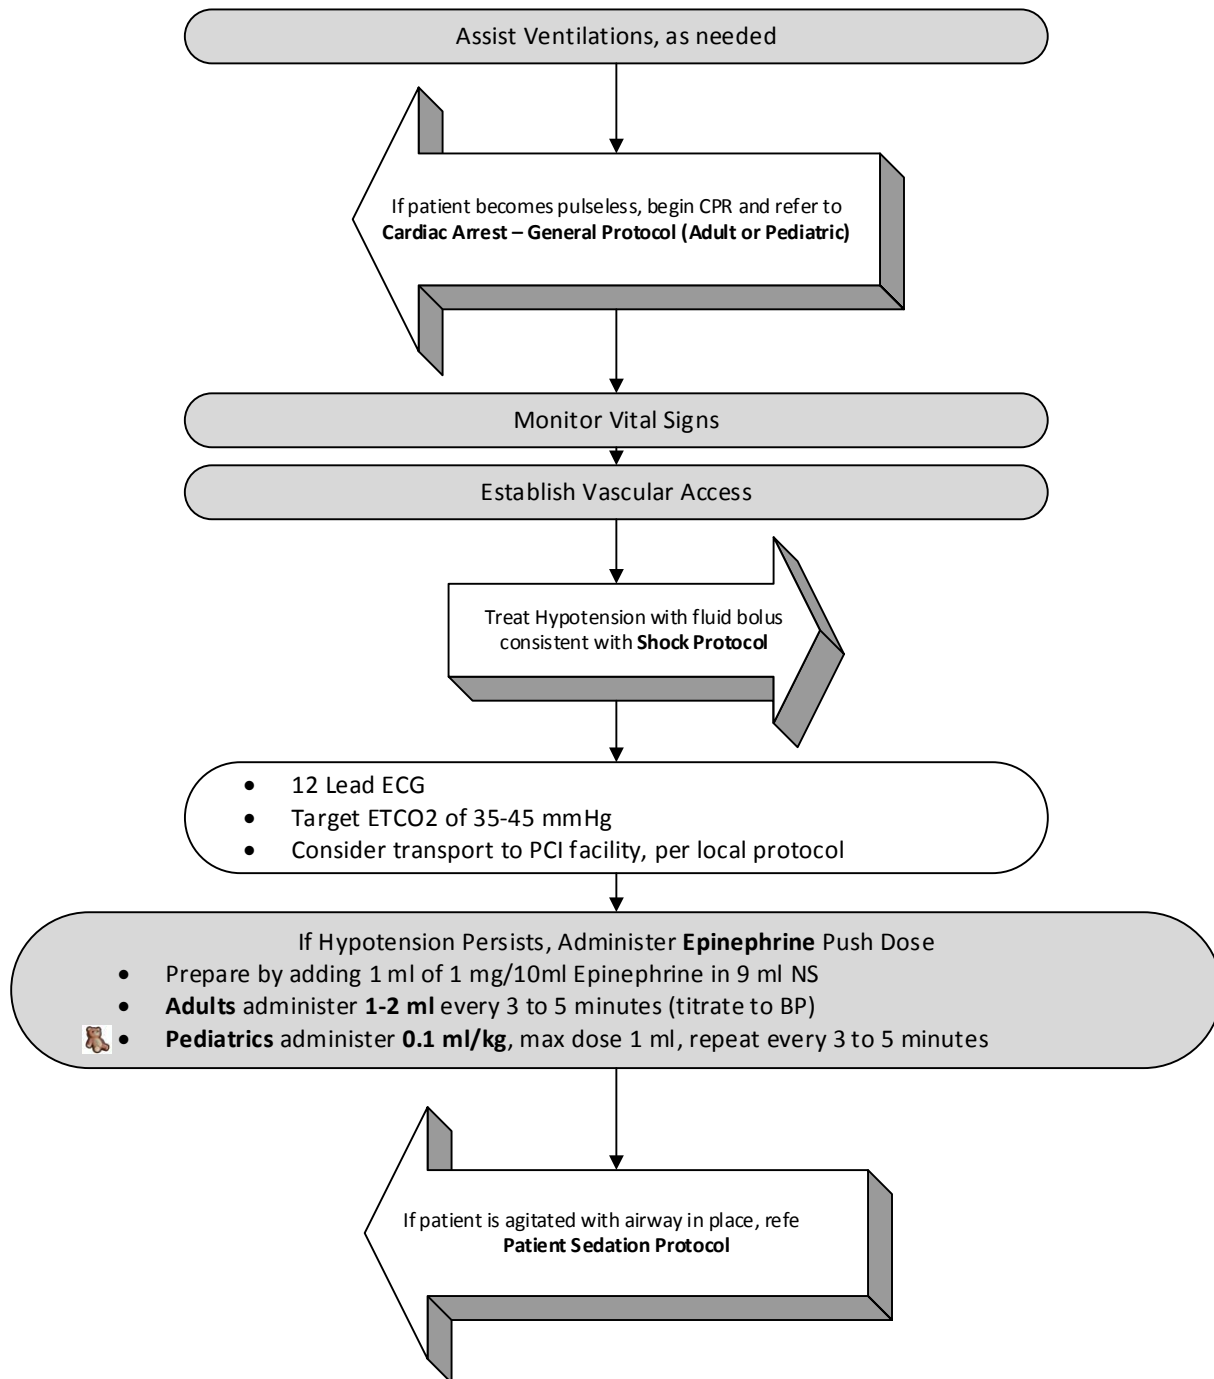 Assist Ventilations, as needed
If patient becomes pulseless, begin CPR and refer to
Cardiac Arrest – General Protocol (Adult or Pediatric)
Monitor Vital Signs
Establish Vascular Access
Treat Hypotension with fluid bolus
consistent with Shock Protocol
• 12 Lead ECG
• Target ETCO2 of 35-45 mmHg
• Consider transport to PCI facility, per local protocol
If Hypotension Persists, Administer Epinephrine Push Dose
• Prepare by adding 1 ml of 1 mg/10ml Epinephrine in 9 ml NS
• Adults administer 1-2 ml every 3 to 5 minutes (titrate to BP)
• Pediatrics administer 0.1 ml/kg, max dose 1 ml, repeat every 3 to 5 minutes
If patient is agitated with airway in place, refe
Patient Sedation Protocol